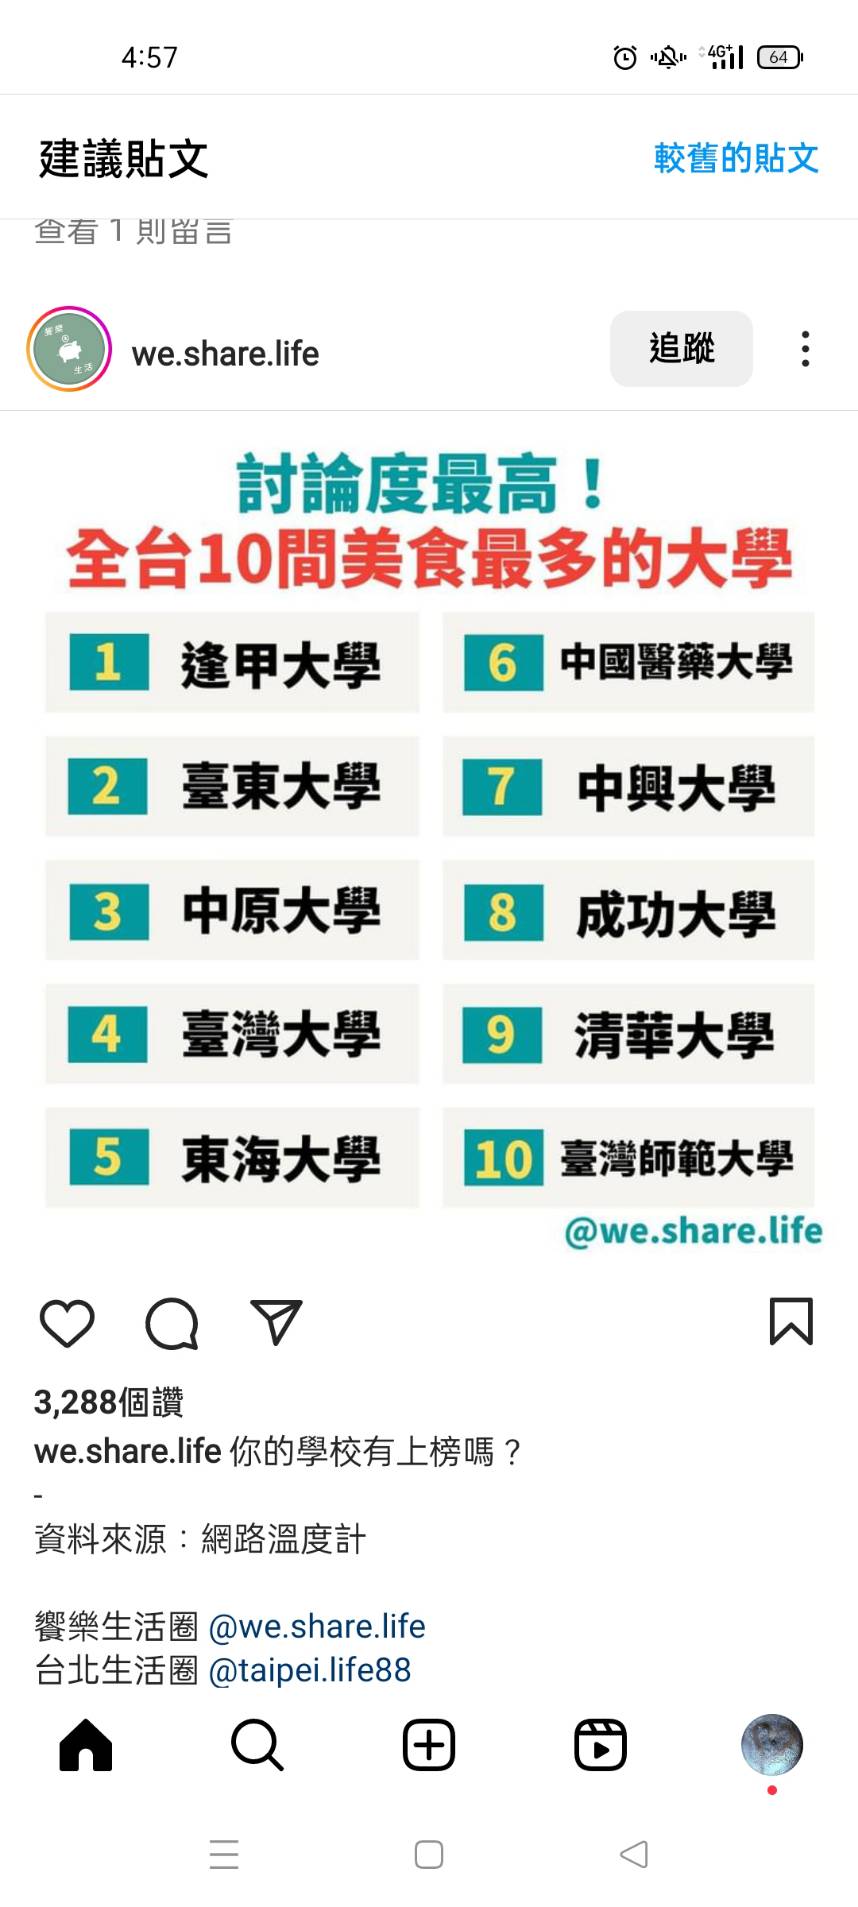 4:57
4G+
64
建議貼文
較舊的貼文
查看 1 則留言
饗樂
生活
we.share.life
追蹤
討論度最高！
全台10間美食最多的大學
1 逢甲大學
2 臺東大學
3 中原大學
4 臺灣大學
5 東海大學
6 中國醫藥大學
7 中興大學
8 成功大學
9 清華大學
10 臺灣師範大學
@we.share.life
3,288個讚
we.share.life 你的學校有上榜嗎？
-
資料來源：網路溫度計
饗樂生活圈 @we.share.life
台北生活圈 @taipei.life88